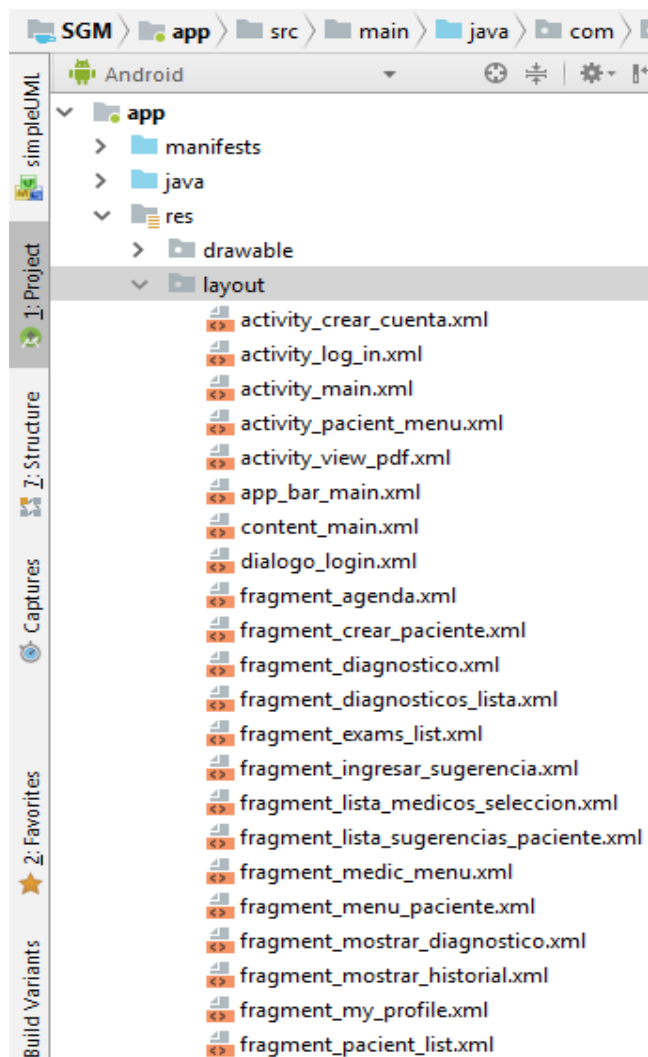 SGM app src main java com
Android
app
manifests
java
res
drawable
layout
activity_crear_cuenta.xml
activity_log_in.xml
activity_main.xml
activity_pacient_menu.xml
activity_view_pdf.xml
app_bar_main.xml
content_main.xml
dialogo_login.xml
fragment_agenda.xml
fragment_crear_paciente.xml
fragment_diagnostico.xml
fragment_diagnosticos_lista.xml
fragment_exams_list.xml
fragment_ingresar_sugerencia.xml
fragment_lista_medicos_seleccion.xml
fragment_lista_sugerencias_paciente.xml
fragment_medic_menu.xml
fragment_menu_paciente.xml
fragment_mostrar_diagnostico.xml
fragment_mostrar_historial.xml
fragment_my_profile.xml
fragment_pacient_list.xml
simpleUML
1: Project
7: Structure
Captures
2: Favorites
Build Variants